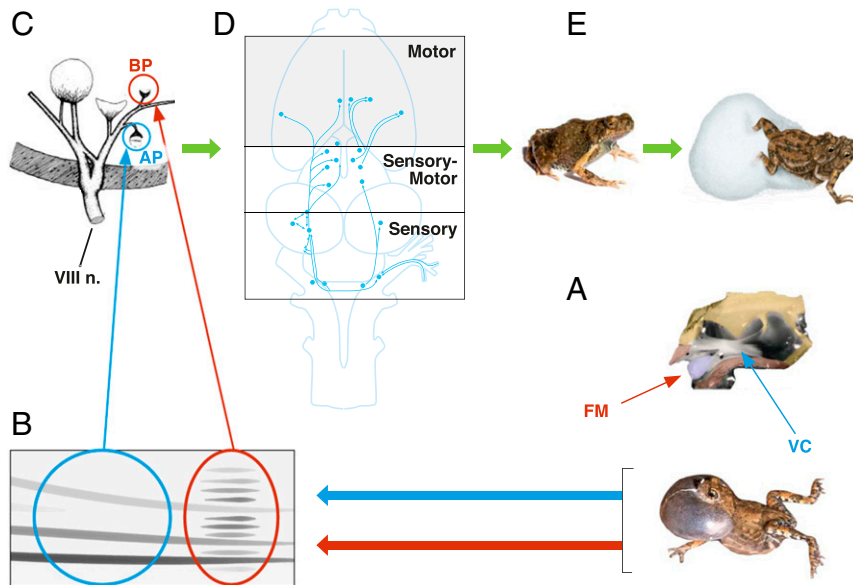 C
D
E
BP
AP
VIII n.
Motor
Sensory-
Motor
Sensory
A
FM
VC
B